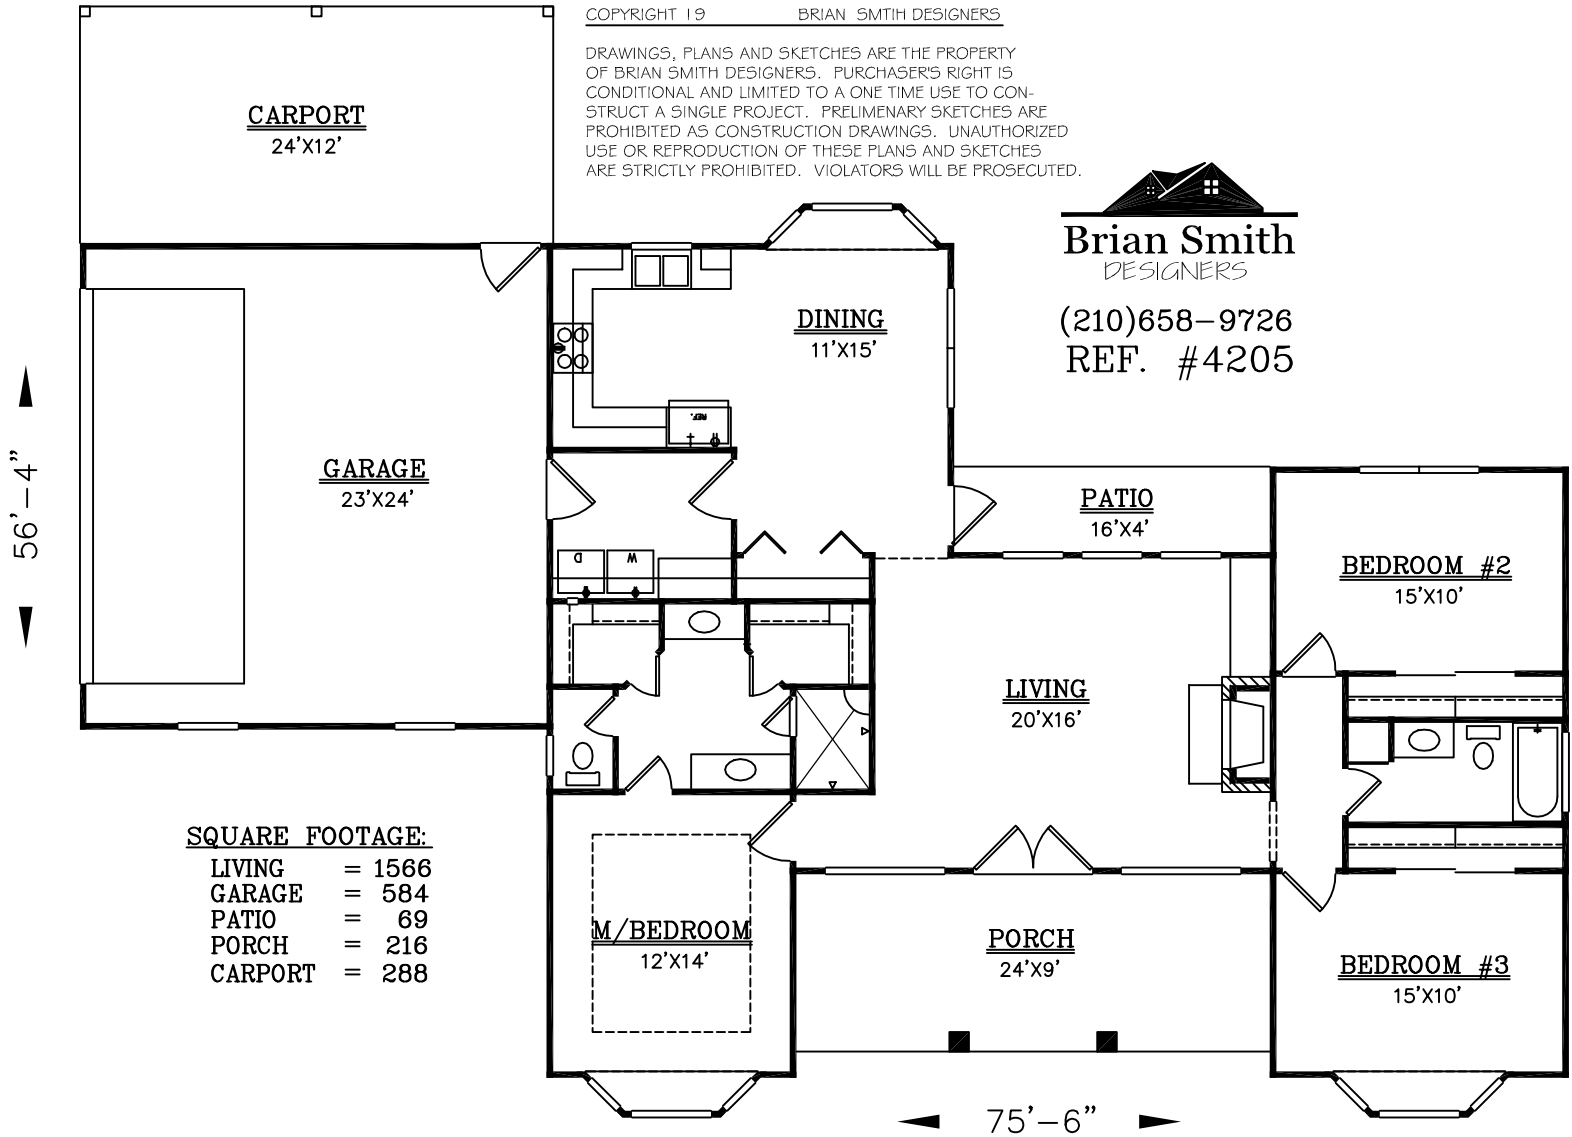 COPYRIGHT 19 BRIAN SMTIH DESIGNERS
DRAWINGS, PLANS AND SKETCHES ARE THE PROPERTY
OF BRIAN SMITH DESIGNERS. PURCHASER'S RIGHT IS
CONDITIONAL AND LIMITED TO A ONE TIME USE TO CON-
STRUCT A SINGLE PROJECT. PRELIMENARY SKETCHES ARE
PROHIBITED AS CONSTRUCTION DRAWINGS. UNAUTHORIZED
USE OR REPRODUCTION OF THESE PLANS AND SKETCHES
ARE STRICTLY PROHIBITED. VIOLATORS WILL BE PROSECUTED.
CARPORT
24'X12'
Brian Smith
DESIGNERS
(210)658-9726
REF. #4205
DINING
11'X15'
REF.
GARAGE
23'X24'
56'-4"
PATIO
16'X4'
D
W
BEDROOM #2
15'X10'
LIVING
20'X16'
SQUARE FOOTAGE:
LIVING = 1566
GARAGE = 584
PATIO = 69
PORCH = 216
CARPORT = 288
M/BEDROOM
12'X14'
PORCH
24'X9'
BEDROOM #3
15'X10'
75'-6"